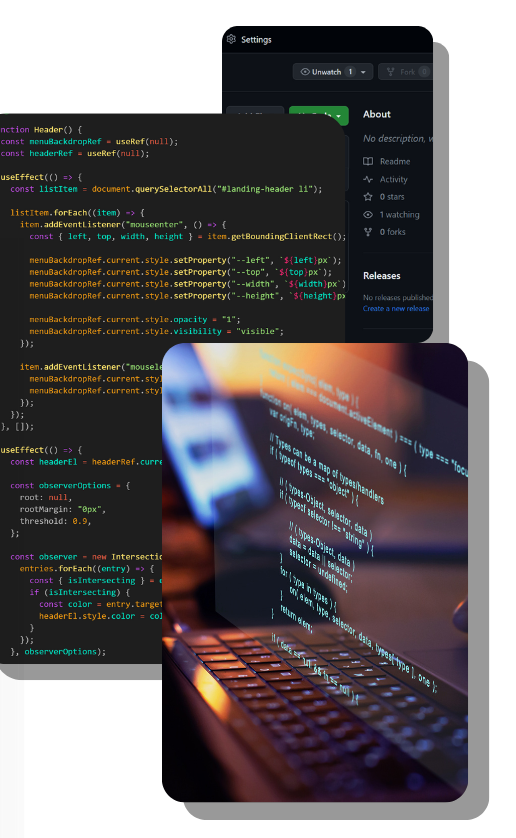 Settings
Unwatch 1
Fork 0
About
No description, w
Readme
Activity
0 stars
1 watching
0 forks
Releases
No releases published
Create a new release
nction Header() {
const menuBackdropRef = useRef(null);
const headerRef = useRef(null);
useEffect(() => {
const listItem = document.querySelectorAll("#landing-header li");
listItem.forEach((item) => {
item.addEventListener("mouseenter", () => {
const { left, top, width, height } = item.getBoundingClientRect();
menuBackdropRef.current.style.setProperty("--left", `${left}px`);
menuBackdropRef.current.style.setProperty("--top", `${top}px`);
menuBackdropRef.current.style.setProperty("--width", `${width}px`)
menuBackdropRef.current.style.setProperty("--height", `${height}px
menuBackdropRef.current.style.opacity = "1";
menuBackdropRef.current.style.visibility = "visible";
});
item.addEventListener("mousele
menuBackdropRef.current.styl
menuBackdropRef.current.styl
});
});
}, []);
useEffect(() => {
const headerEl = headerRef.curre
const observerOptions = {
root: null,
rootMargin: "0px",
threshold: 0.9,
};
const observer = new Intersectio
entries.forEach((entry) => {
const { isIntersecting } = e
if (isIntersecting) {
const color = entry.target
headerEl.style.color = col
}
});
}, observerOptions);
elem, type ) {
document.activeElement ) === ( type === "focu
function on( elem, types, selector, data, fn, one ) {
var origFn, type;
// Types can be a map of types/handlers
if ( typeof types === "object" ) {
// ( types-Object, selector, data )
if ( typeof selector !== "string" ) {
// ( types-Object, data )
data = data || selector;
selector = undefined;
}
for ( type in types ) {
on( elem, type, selector, data, types[ type ], one );
}
return elem;
}
if ( data == null && fn == null ) {